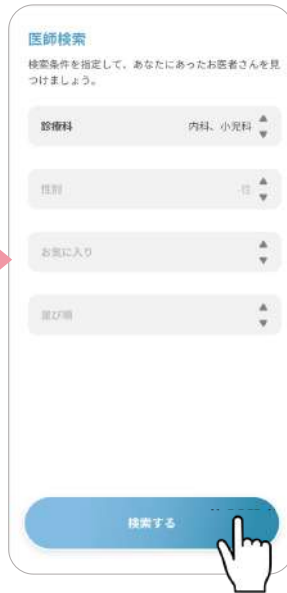 医師検索
検索条件を指定して、あなたにあったお医者さんを見
つけましょう。
診療科 内科、小児科
性別
お気に入り
並び順
検索する